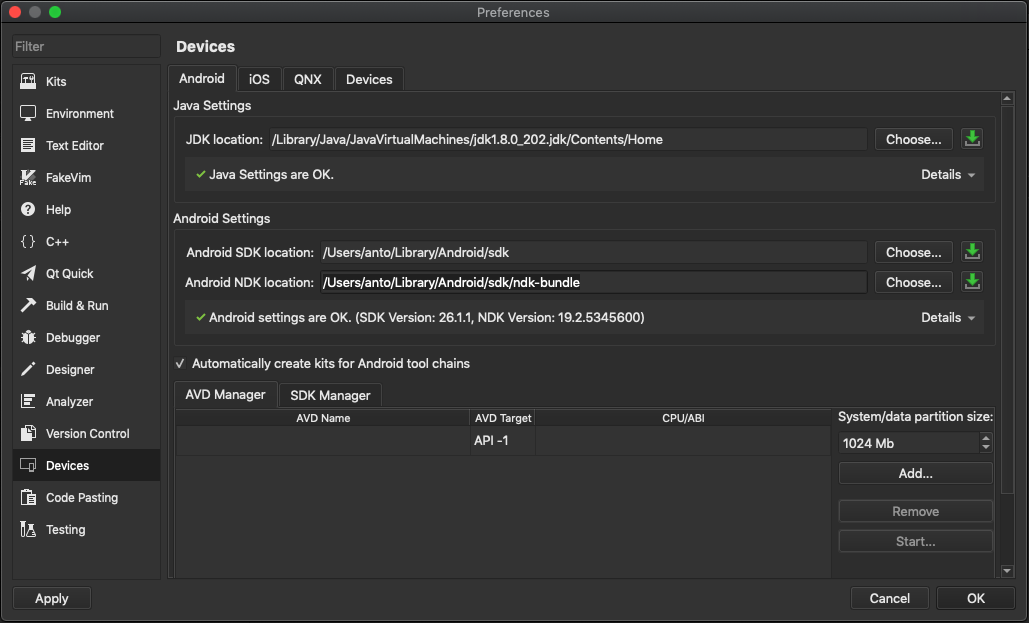 Preferences
Filter
Kits
Environment
Text Editor
FakeVim
Help
C++
Qt Quick
Build & Run
Debugger
Designer
Analyzer
Version Control
Devices
Code Pasting
Testing
Devices
Android iOS QNX Devices
Java Settings
JDK location: /Library/Java/JavaVirtualMachines/jdk1.8.0_202.jdk/Contents/Home Choose...
Java Settings are OK. Details
Android Settings
Android SDK location: /Users/anto/Library/Android/sdk Choose...
Android NDK location: /Users/anto/Library/Android/sdk/ndk-bundle Choose...
Android settings are OK. (SDK Version: 26.1.1, NDK Version: 19.2.5345600) Details
Automatically create kits for Android tool chains
AVD Manager SDK Manager
AVD Name AVD Target CPU/ABI
API -1
System/data partition size:
1024 Mb
Add...
Remove
Start...
Apply Cancel OK